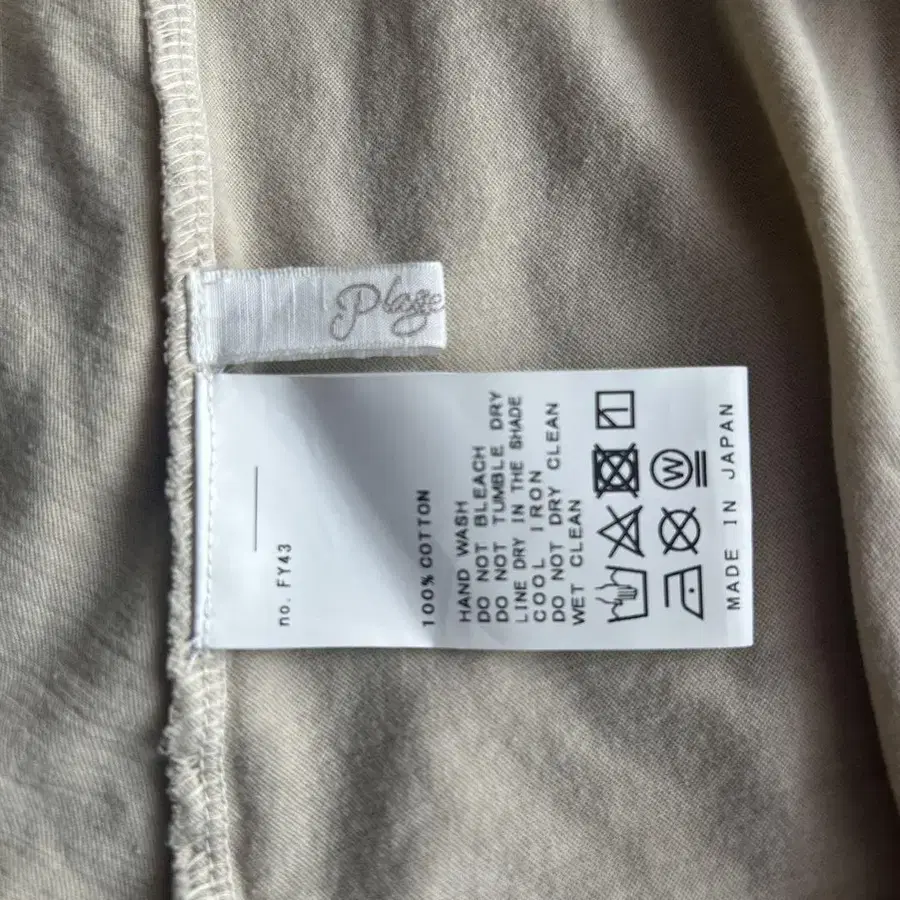 Plage
no. FY43
100% COTTON
HAND WASH
DO NOT BLEACH
DO NOT TUMBLE DRY
LINE DRY IN THE SHADE
COOL IRON
DO NOT DRY CLEAN
WET CLEAN
W
MADE IN JAPAN